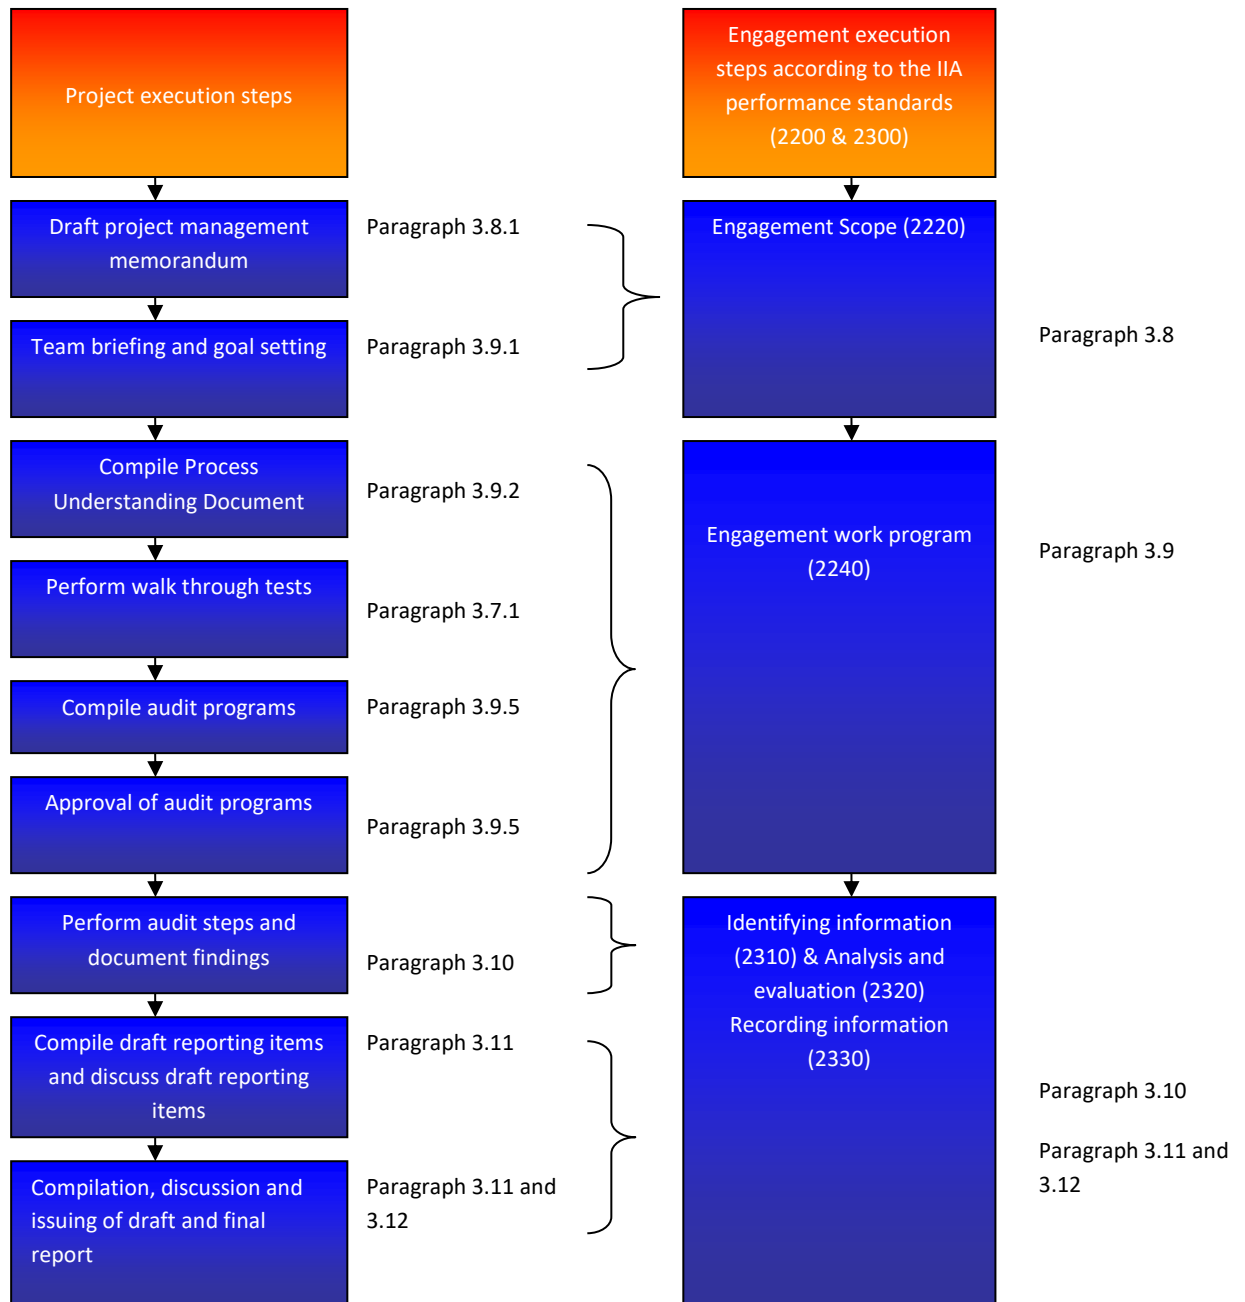 Project execution steps
Engagement execution
steps according to the IIA
performance standards
(2200 & 2300)
Draft project management
memorandum
Paragraph 3.8.1
Engagement Scope (2220)
Team briefing and goal setting
Paragraph 3.9.1
Paragraph 3.8
Compile Process
Understanding Document
Paragraph 3.9.2
Engagement work program
(2240)
Paragraph 3.9
Perform walk through tests
Paragraph 3.7.1
Compile audit programs
Paragraph 3.9.5
Approval of audit programs
Paragraph 3.9.5
Perform audit steps and
document findings
Paragraph 3.10
Identifying information
(2310) & Analysis and
evaluation (2320)
Recording information
(2330)
Compile draft reporting items
and discuss draft reporting
items
Paragraph 3.11
Paragraph 3.10
Compilation, discussion and
issuing of draft and final
report
Paragraph 3.11 and
3.12
Paragraph 3.11 and
3.12